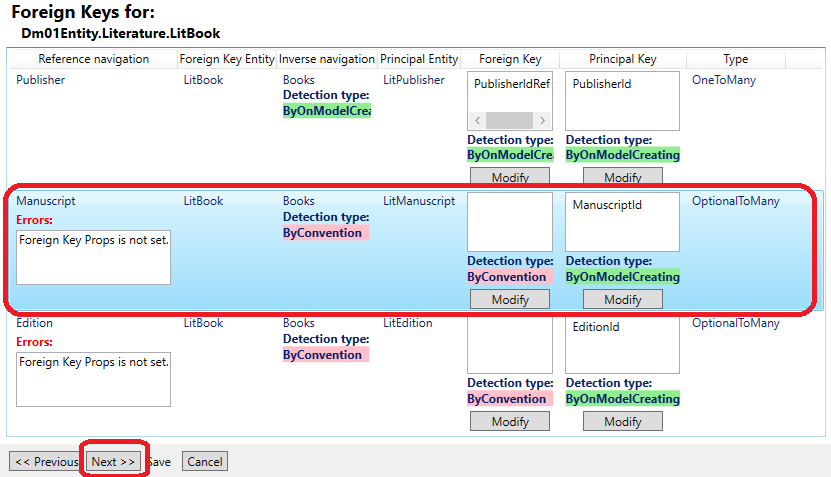 Foreign Keys for:
Dm01Entity.Literature.LitBook
Reference navigation Foreign Key Entity Inverse navigation Principal Entity Foreign Key Principal Key Type
Publisher LitBook Books LitPublisher PublisherIdRef PublisherId OneToMany
Detection type:
ByOnModelCrea
Detection type: Detection type:
ByOnModelCrea ByOnModelCreating
Modify Modify
Manuscript LitBook Books LitManuscript ManuscriptId OptionalToMany
Errors: Detection type:
Foreign Key Props is not set. ByConvention
Detection type: Detection type:
ByConvention ByOnModelCreating
Modify Modify
Edition LitBook Books LitEdition EditionId OptionalToMany
Errors: Detection type:
Foreign Key Props is not set. ByConvention
Detection type: Detection type:
ByConvention ByOnModelCreating
Modify Modify
<< Previous Next >> Save Cancel